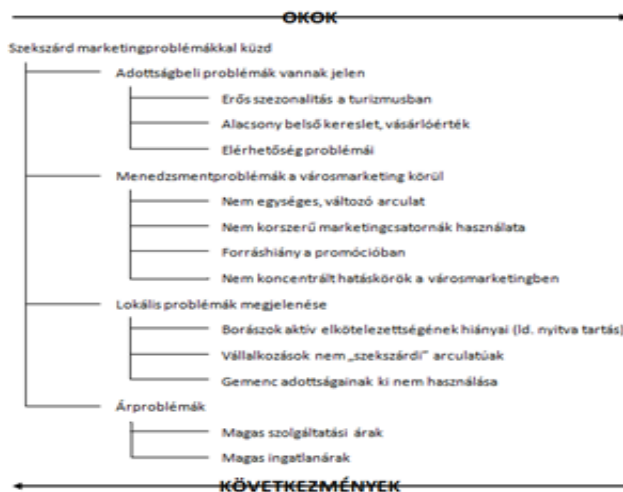 OKOK
Szekszárd marketingproblémákkal küzd
Adottságbeli problémák vannak jelen
Erős szezonalitás a turizmusban
Alacsony belső kereslet, vásárlóérték
Elérhetőség problémái
Menedzsmentproblémák a városmarketing körül
Nem egységes, változó arculat
Nem korszerű marketingcsatornák használata
Forráshiány a promócióban
Nem koncentrált hatáskörök a városmarketingben
Lokális problémák megjelenése
Borászok aktív elkötelezettségének hiányai (ld. nyitva tartás)
Vállalkozások nem „szekszárdi” arculatúak
Gemenc adottságainak ki nem használása
Árproblémák
Magas szolgáltatási árak
Magas ingatlanárak
KÖVETKEZMÉNYEK